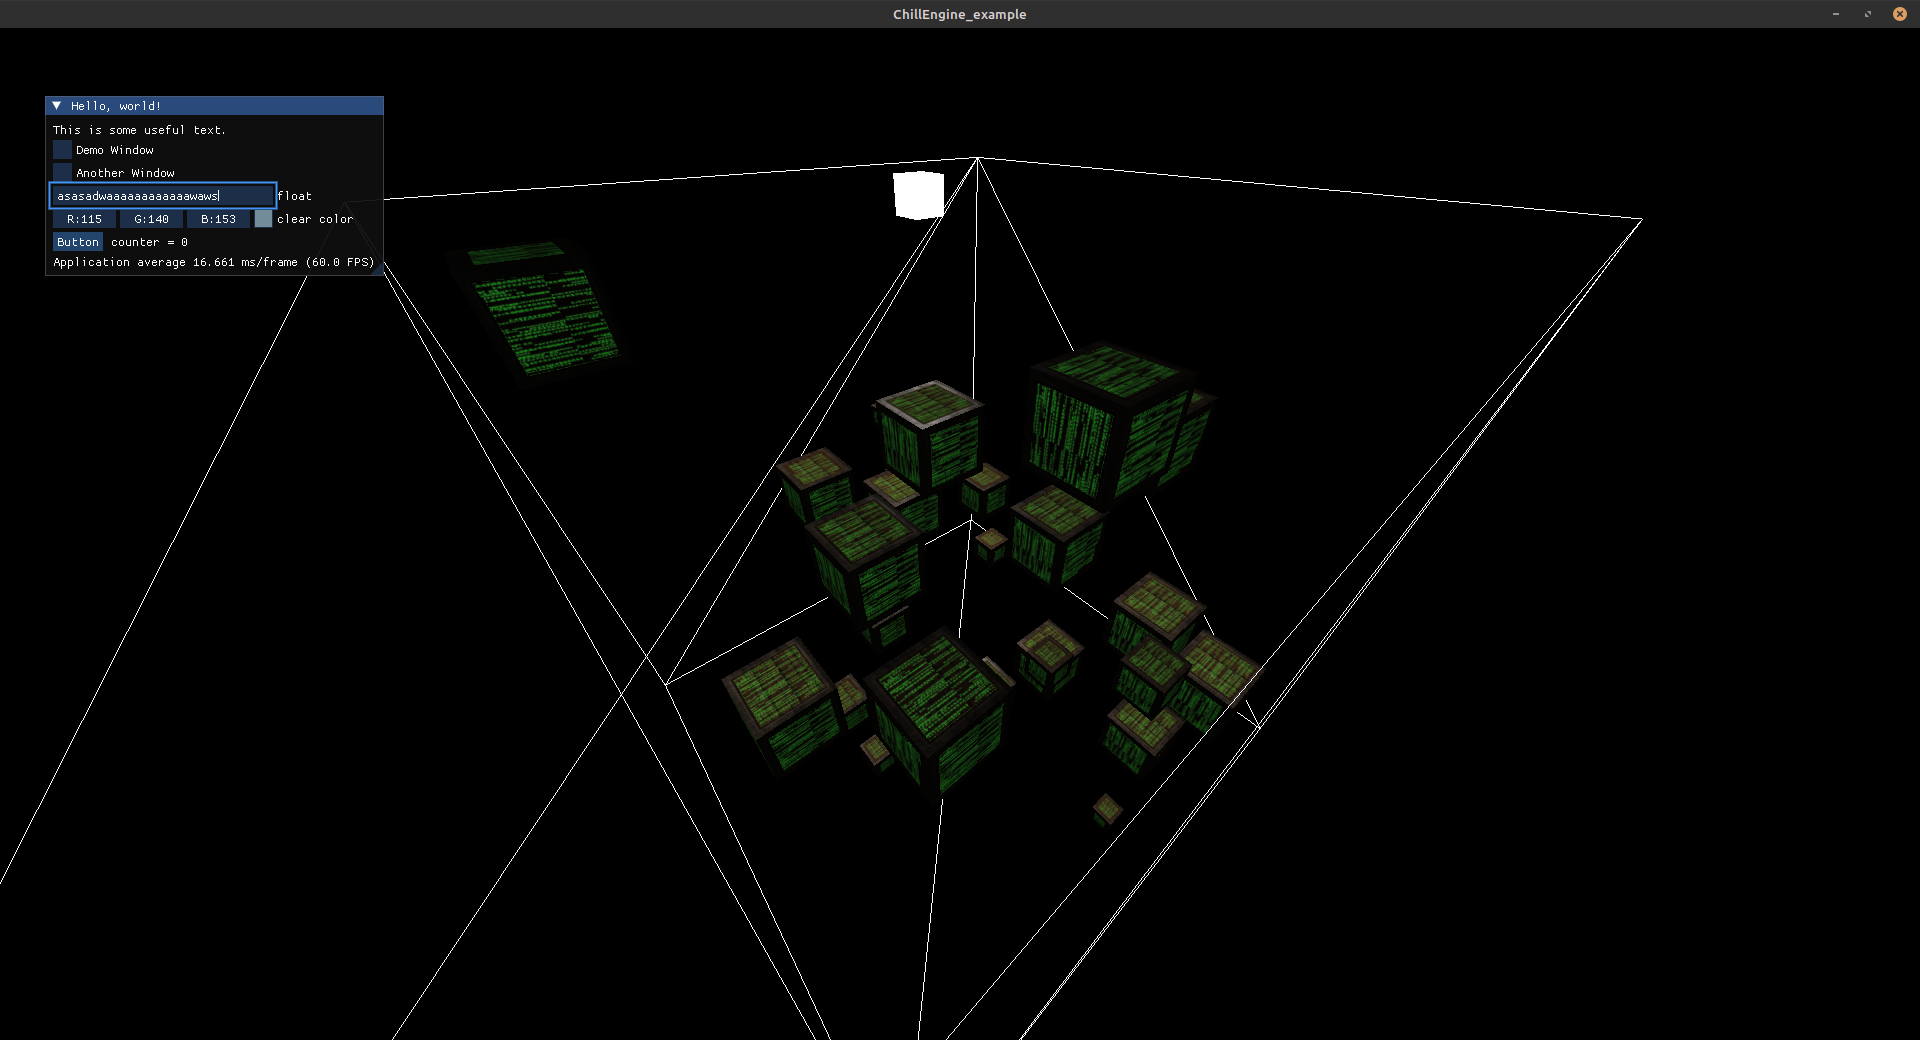 ChillEngine_example
Hello, world!
This is some useful text.
Demo Window
Another Window
asasadwaaaaaaaaaaaaawaws float
R:115 G:140 B:153 clear color
Button counter = 0
Application average 16.661 ms/frame (60.0 FPS)